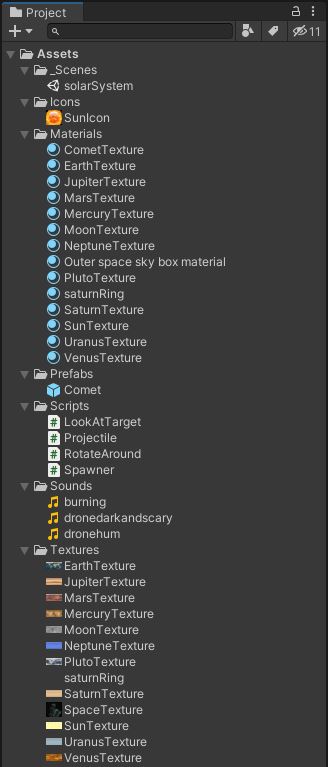 Project
11
Assets
_Scenes
solarSystem
Icons
SunIcon
Materials
CometTexture
EarthTexture
JupiterTexture
MarsTexture
MercuryTexture
MoonTexture
NeptuneTexture
Outer space sky box material
PlutoTexture
saturnRing
SaturnTexture
SunTexture
UranusTexture
VenusTexture
Prefabs
Comet
Scripts
# LookAtTarget
# Projectile
# RotateAround
# Spawner
Sounds
burning
dronedarkandscary
dronehum
Textures
EarthTexture
JupiterTexture
MarsTexture
MercuryTexture
MoonTexture
NeptuneTexture
PlutoTexture
saturnRing
SaturnTexture
SpaceTexture
SunTexture
UranusTexture
VenusTexture